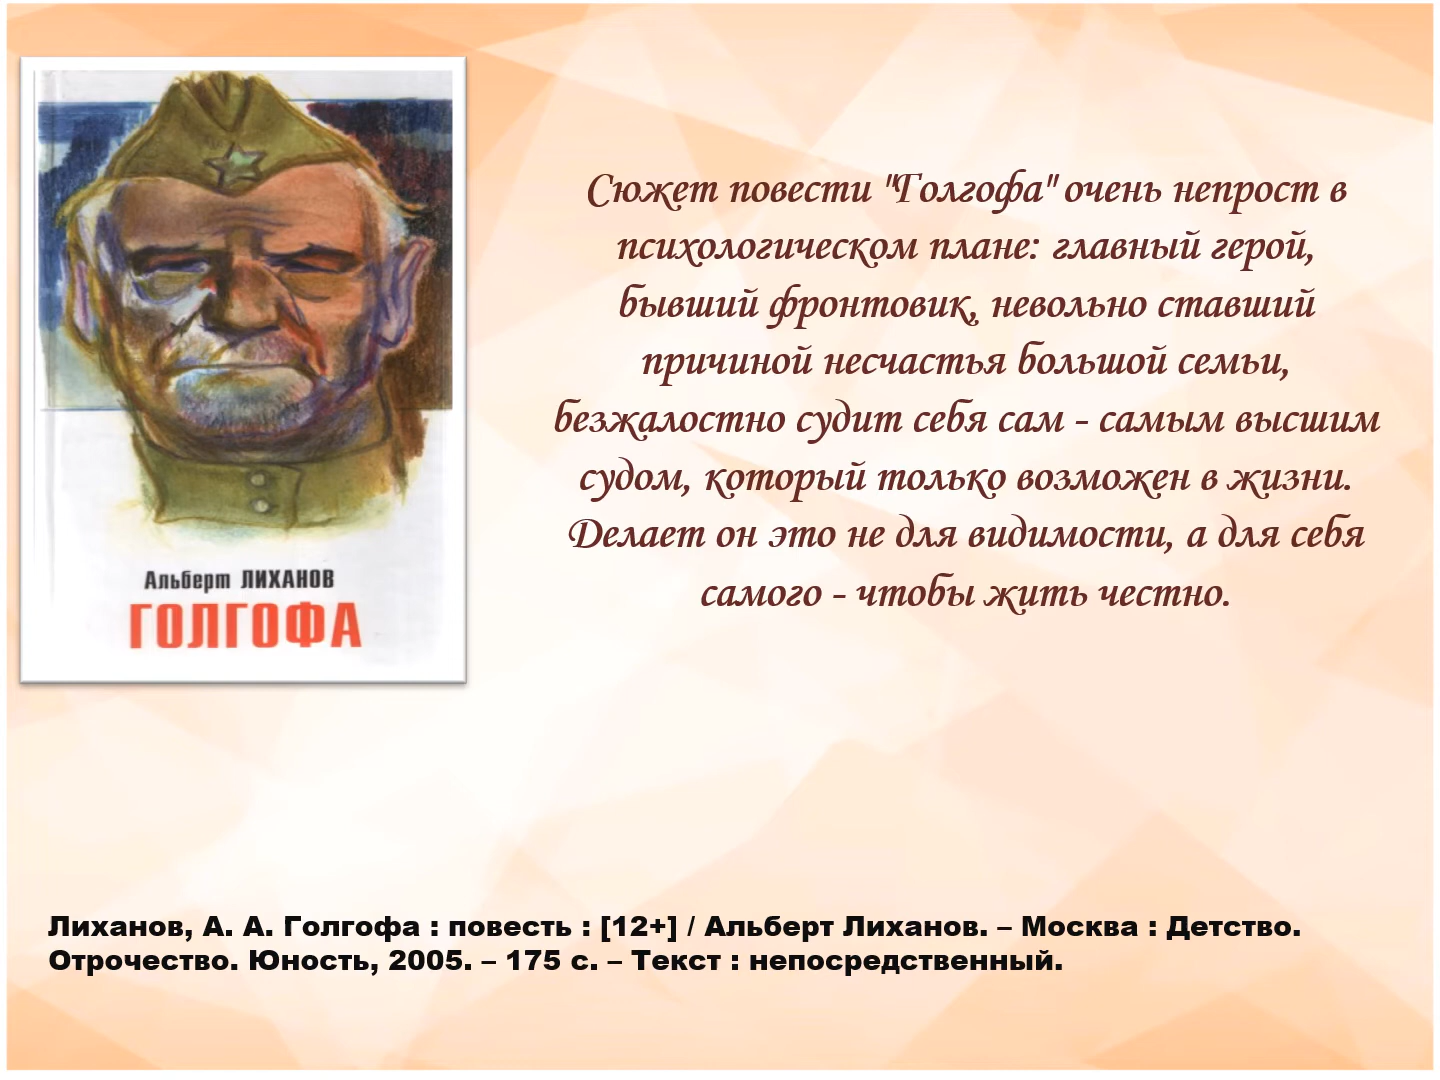 Альберт ЛИХАНОВ
ГОЛГОФА
Сюжет повести "Голгофа" очень непрост в
психологическом плане: главный герой,
бывший фронтовик, невольно ставший
причиной несчастья большой семьи,
безжалостно судит себя сам - самым высшим
судом, который только возможен в жизни.
Делает он это не для видимости, а для себя
самого - чтобы жить честно.
Лиханов, А. А. Голгофа : повесть : [12+] / Альберт Лиханов. – Москва : Детство.
Отрочество. Юность, 2005. – 175 с. – Текст : непосредственный.